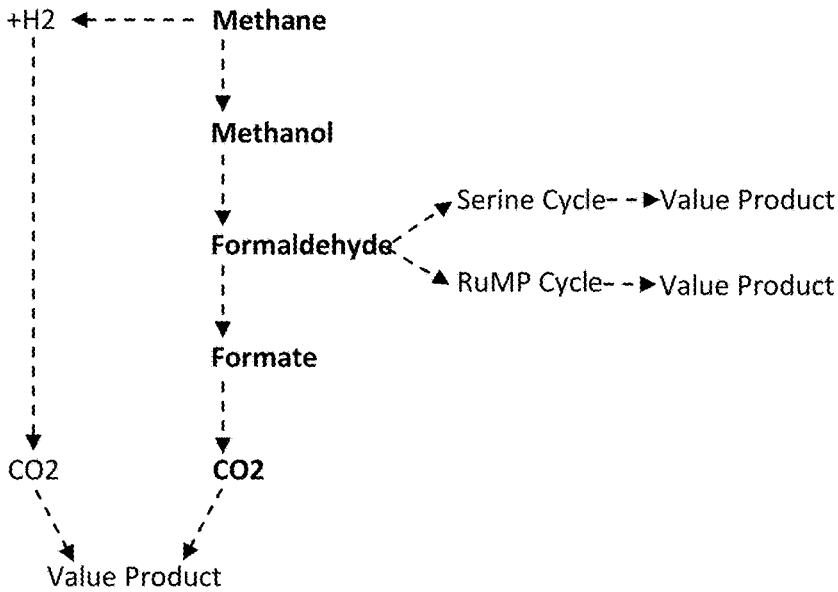 +H2 Methane
Methanol
Serine Cycle Value Product
Formaldehyde
RuMP Cycle Value Product
Formate
CO2 CO2
Value Product